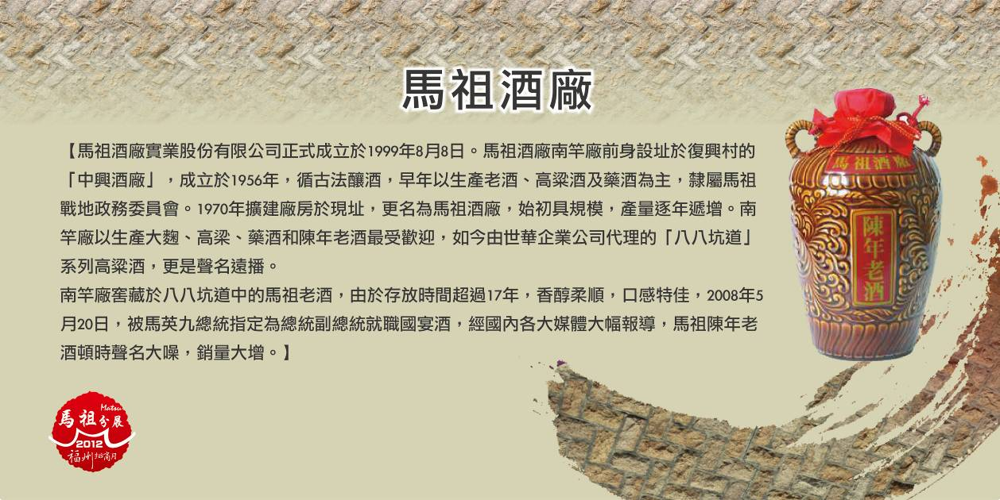 馬祖酒廠
【馬祖酒廠實業股份有限公司正式成立於1999年8月8日。馬祖酒廠南竿廠前身設址於復興村的
「中興酒廠」，成立於1956年，循古法釀酒，早年以生產老酒、高粱酒及藥酒為主，隸屬馬祖
戰地政務委員會。1970年擴建廠房於現址，更名為馬祖酒廠，始初具規模，產量逐年遞增。南
竿廠以生產大麴、高梁、藥酒和陳年老酒最受歡迎，如今由世華企業公司代理的「八八坑道」
系列高粱酒，更是聲名遠播。
南竿廠窖藏於八八坑道中的馬祖老酒，由於存放時間超過17年，香醇柔順，口感特佳，2008年5
月20日，被馬英九總統指定為總統副總統就職國宴酒，經國內各大媒體大幅報導，馬祖陳年老
酒頓時聲名大噪，銷量大增。】
馬祖酒廠
陳年老酒
Matsu
馬祖分展
2012
福州招商月